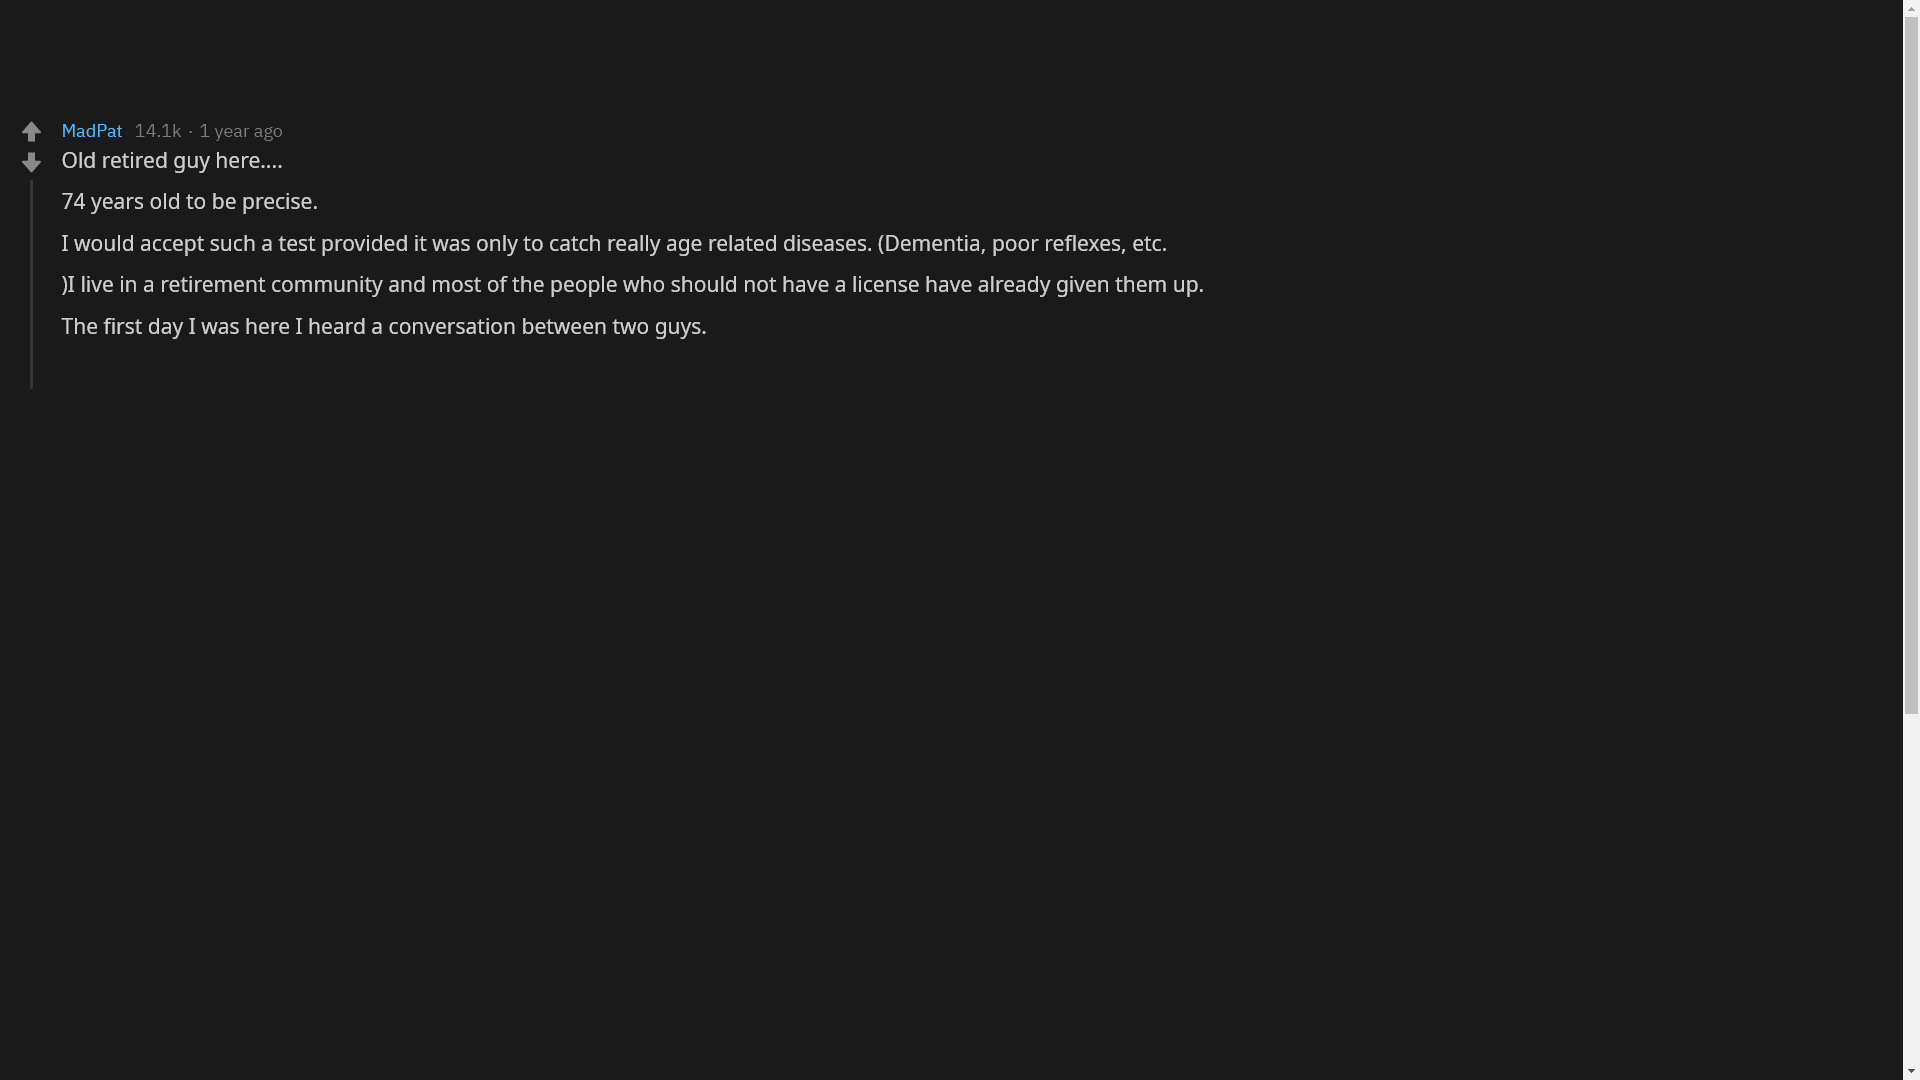 MadPat 14.1k · 1 year ago
Old retired guy here....
74 years old to be precise.
I would accept such a test provided it was only to catch really age related diseases. (Dementia, poor reflexes, etc.
)I live in a retirement community and most of the people who should not have a license have already given them up.
The first day I was here I heard a conversation between two guys.